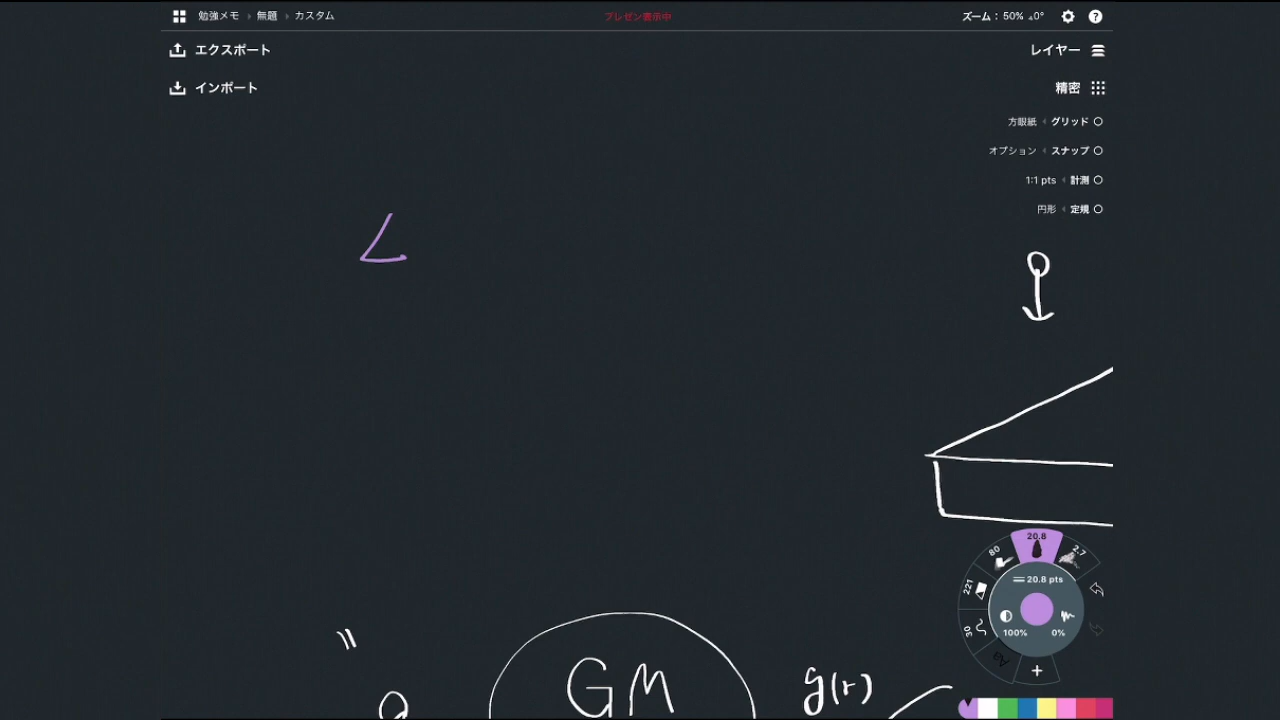 勉強メモ 無題 カスタム プレゼン表示中 ズーム : 50% 0° ?
エクスポート レイヤー
インポート 精密
方眼紙 グリッド
オプション スナップ
1:1 pts 計測
円形 定規
20.8
80 2.7
20.8 pts
221
100% 0%
30
Aa
+
GM g(r)